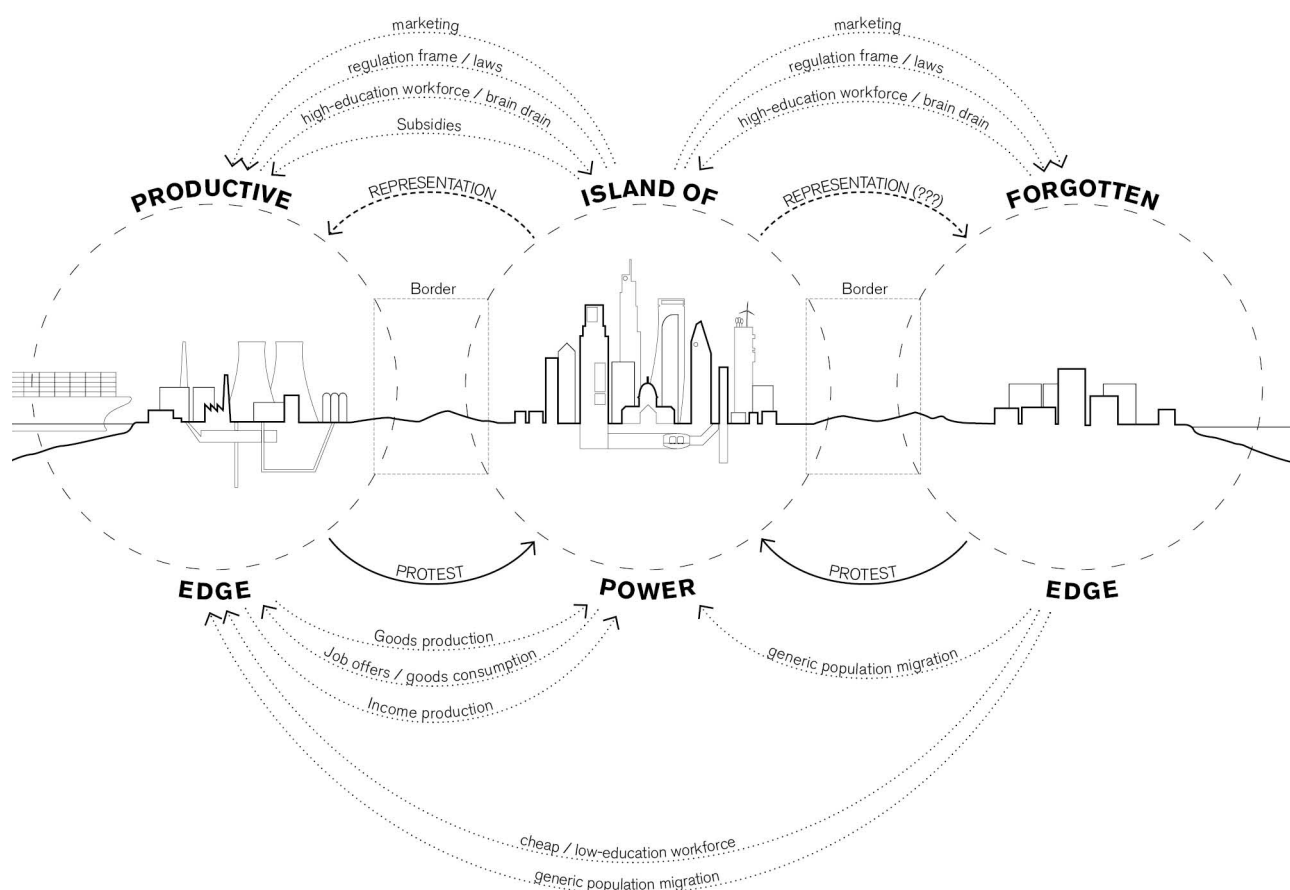 marketing
regulation frame / laws
high-education workforce / brain drain
Subsidies
marketing
regulation frame / laws
high-education workforce / brain drain
PRODUCTIVE
REPRESENTATION
ISLAND OF
REPRESENTATION (???)
FORGOTTEN
Border
Border
EDGE
PROTEST
POWER
PROTEST
EDGE
Goods production
Job offers / goods consumption
Income production
generic population migration
cheap / low-education workforce
generic population migration